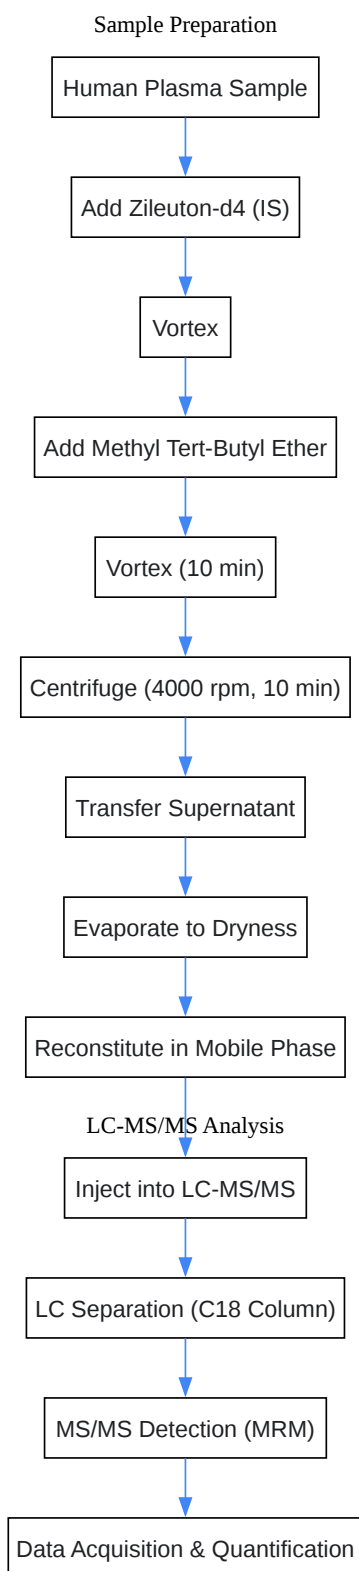 Sample Preparation
Human Plasma Sample
Add Zileuton-d4 (IS)
Vortex
Add Methyl Tert-Butyl Ether
Vortex (10 min)
Centrifuge (4000 rpm, 10 min)
Transfer Supernatant
Evaporate to Dryness
Reconstitute in Mobile Phase
LC-MS/MS Analysis
Inject into LC-MS/MS
LC Separation (C18 Column)
MS/MS Detection (MRM)
Data Acquisition & Quantification